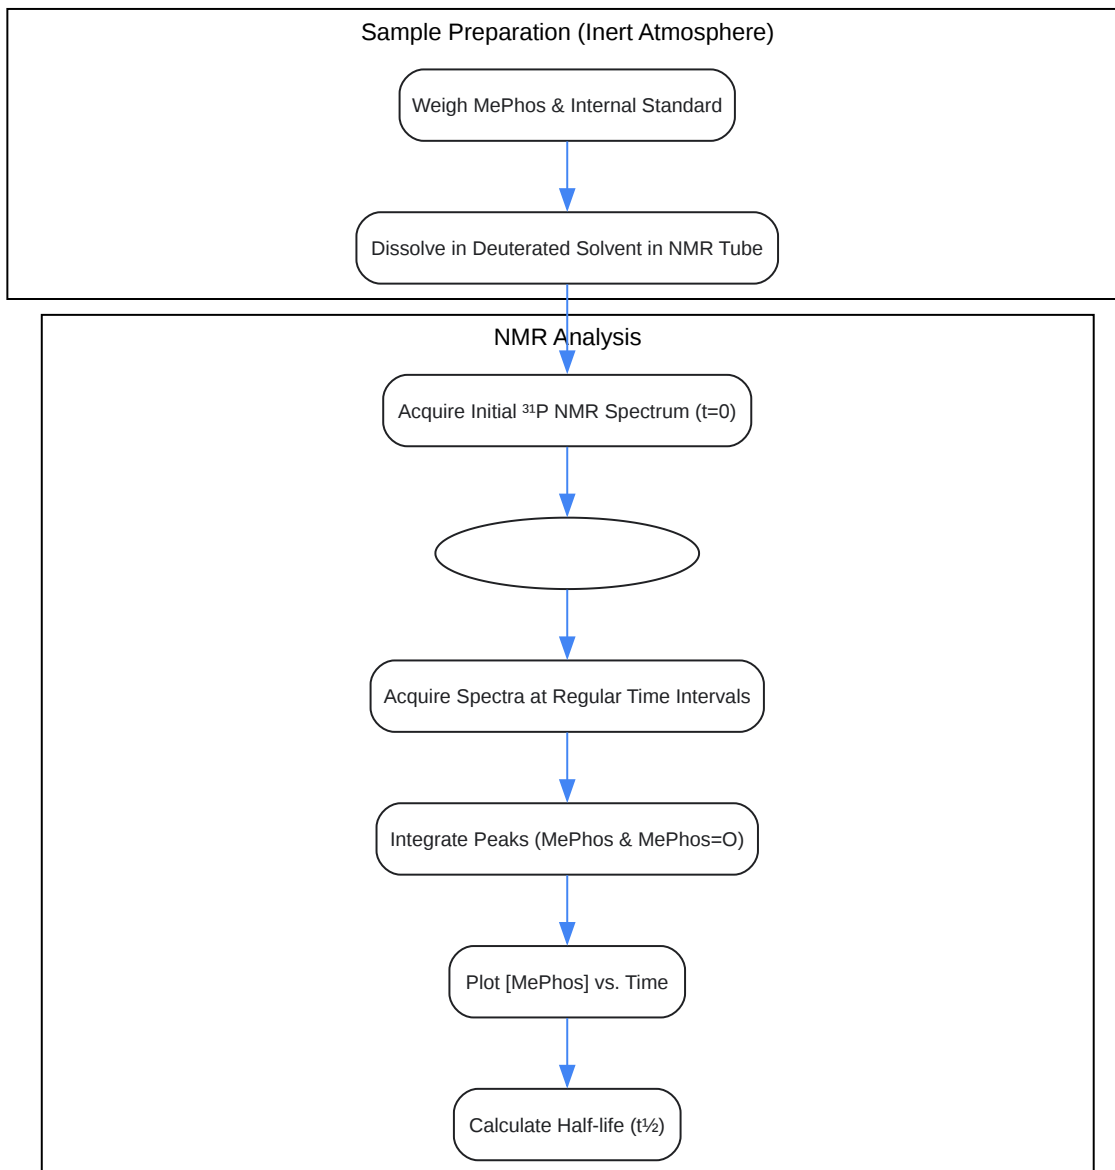 Sample Preparation (Inert Atmosphere)
Weigh MePhos & Internal Standard
Dissolve in Deuterated Solvent in NMR Tube
NMR Analysis
Acquire Initial ³¹P NMR Spectrum (t=0)
Acquire Spectra at Regular Time Intervals
Integrate Peaks (MePhos & MePhos=O)
Plot [MePhos] vs. Time
Calculate Half-life (t½)